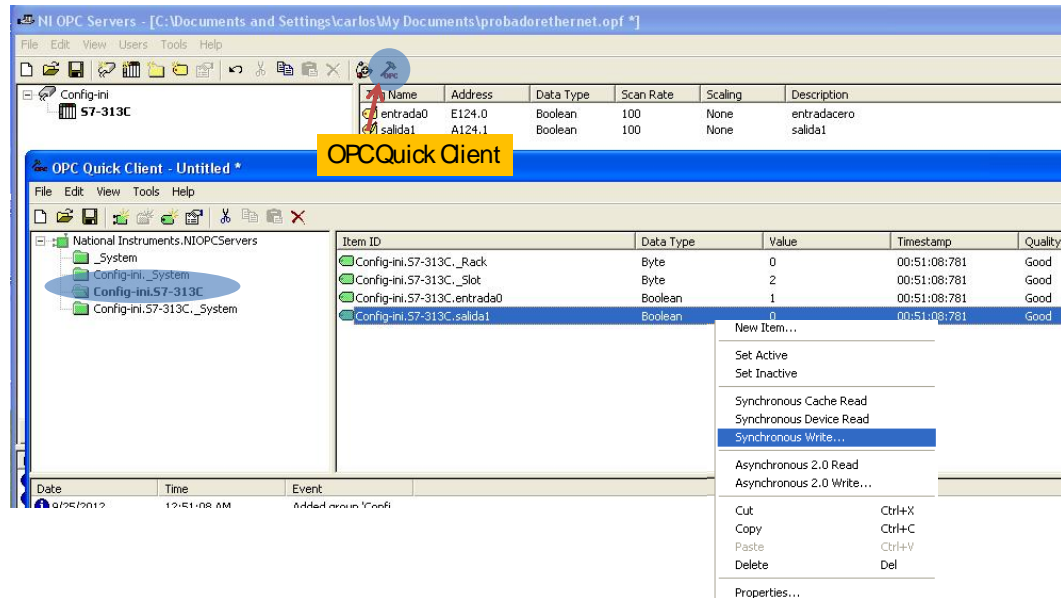 NI OPC Servers - [C:\Documents and Settings\carlos\My Documents\probadorethernet.opf *]
File Edit View Users Tools Help
Config-ini
S7-313C
Name Address Data Type Scan Rate Scaling Description
entrada0 E124.0 Boolean 100 None entradacero
salida1 A124.1 Boolean 100 None salida1
OPC Quick Client
OPC Quick Client - Untitled *
File Edit View Tools Help
National Instruments.NIOPCServers
_System
Config-ini._System
Config-ini.S7-313C
Config-ini.S7-313C._System
Item ID Data Type Value Timestamp Quality
Config-ini.S7-313C._Rack Byte 0 00:51:08:781 Good
Config-ini.S7-313C._Slot Byte 2 00:51:08:781 Good
Config-ini.S7-313C.entrada0 Boolean 1 00:51:08:781 Good
Config-ini.S7-313C.salida1 Boolean 0 00:51:08:781 Good
New Item...
Set Active
Set Inactive
Synchronous Cache Read
Synchronous Device Read
Synchronous Write...
Asynchronous 2.0 Read
Asynchronous 2.0 Write...
Cut Ctrl+X
Copy Ctrl+C
Paste Ctrl+V
Delete Del
Properties...
Date Time Event
9/25/2012 12:51:08 AM Added group 'Confi